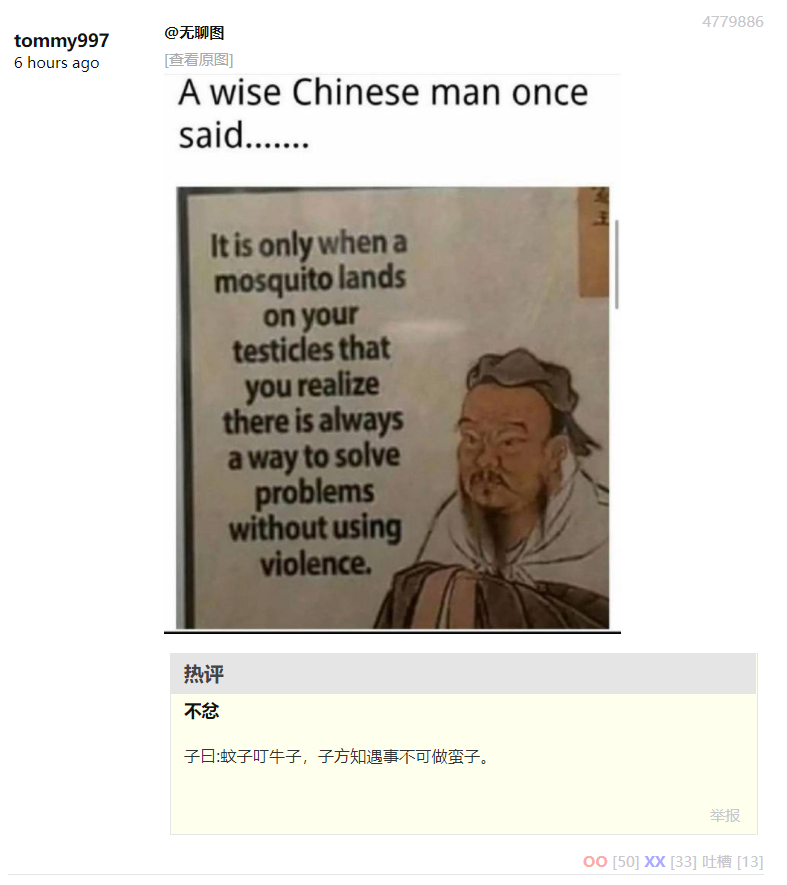 4779886
tommy997
6 hours ago
@无聊图
[查看原图]
A wise Chinese man once
said.......
It is only when a
mosquito lands
on your
testicles that
you realize
there is always
a way to solve
problems
without using
violence.
热评
不忿
子曰:蚊子叮牛子，子方知遇事不可做蛮子。
举报
OO [50] XX [33] 吐槽 [13]